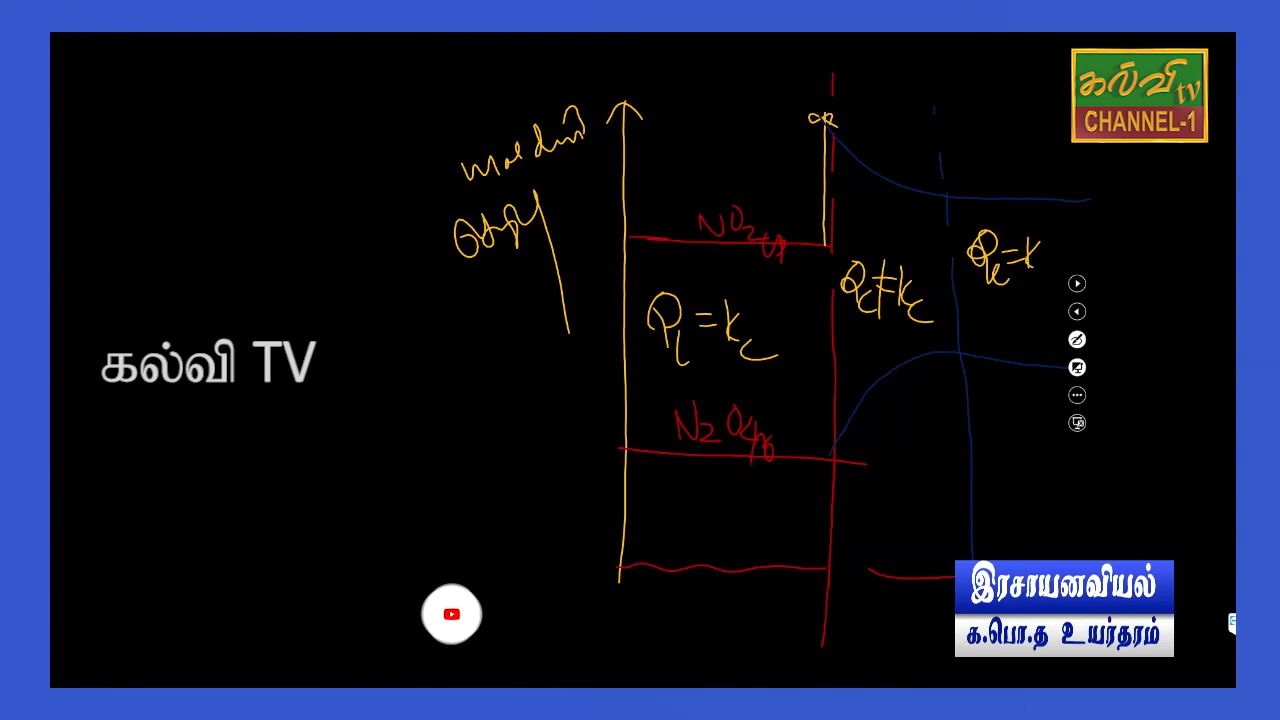 கல்வி tv
CHANNEL-1
செறிவு
NO2
Qc = kc
Qc ≠ kc
Qc = k
கல்வி TV
N2O4
இரசாயனவியல்
க.பொ.த உயர்தரம்